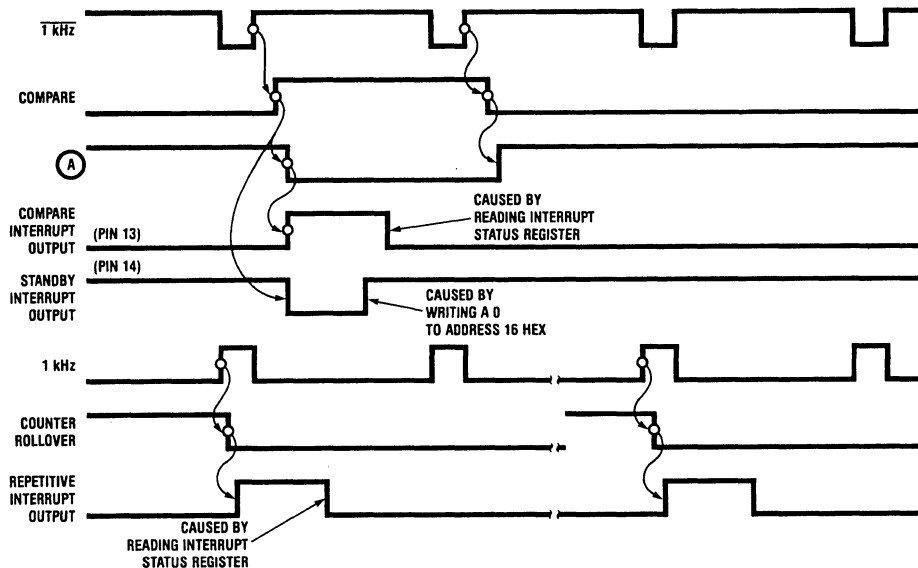 1 kHz
COMPARE
A
COMPARE
INTERRUPT
OUTPUT
(PIN 13)
CAUSED BY
READING INTERRUPT
STATUS REGISTER
(PIN 14)
STANDBY
INTERRUPT
OUTPUT
CAUSED BY
WRITING A 0
TO ADDRESS 16 HEX
1 kHz
COUNTER
ROLLOVER
REPETITIVE
INTERRUPT
OUTPUT
CAUSED BY
READING INTERRUPT
STATUS REGISTER